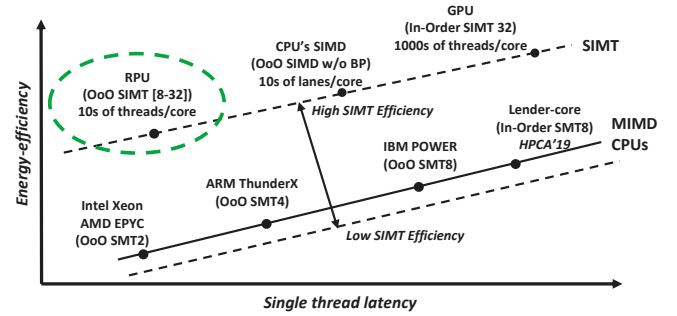 GPU
(In-Order SIMT 32)
1000s of threads/core
SIMT
CPU's SIMD
(OoO SIMD w/o BP)
10s of lanes/core
RPU
(OoO SIMT [8-32])
10s of threads/core
High SIMT Efficiency
Lender-core
(In-Order SMT8)
HPCA'19
MIMD
CPUs
IBM POWER
(OoO SMT8)
ARM ThunderX
(OoO SMT4)
Intel Xeon
AMD EPYC
(OoO SMT2)
Low SIMT Efficiency
Energy-efficiency
Single thread latency